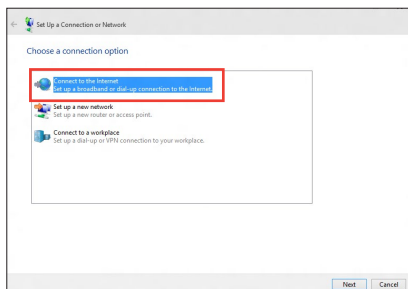 Set Up a Connection or Network
Choose a connection option
Connect to the Internet
Set up a broadband or dial-up connection to the Internet.
Set up a new network
Set up a new router or access point.
Connect to a workplace
Set up a dial-up or VPN connection to your workplace.
Next Cancel